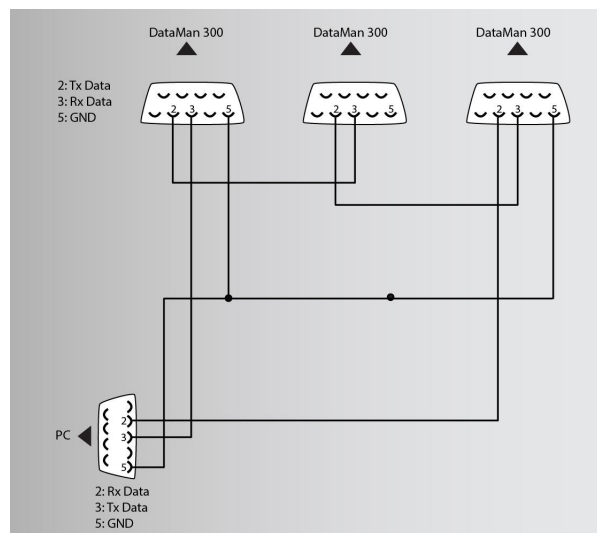 DataMan 300
DataMan 300
DataMan 300
2: Tx Data
3: Rx Data
5: GND
2 3 5
2 3 5
2 3 5
PC
2
3
5
2: Rx Data
3: Tx Data
5: GND